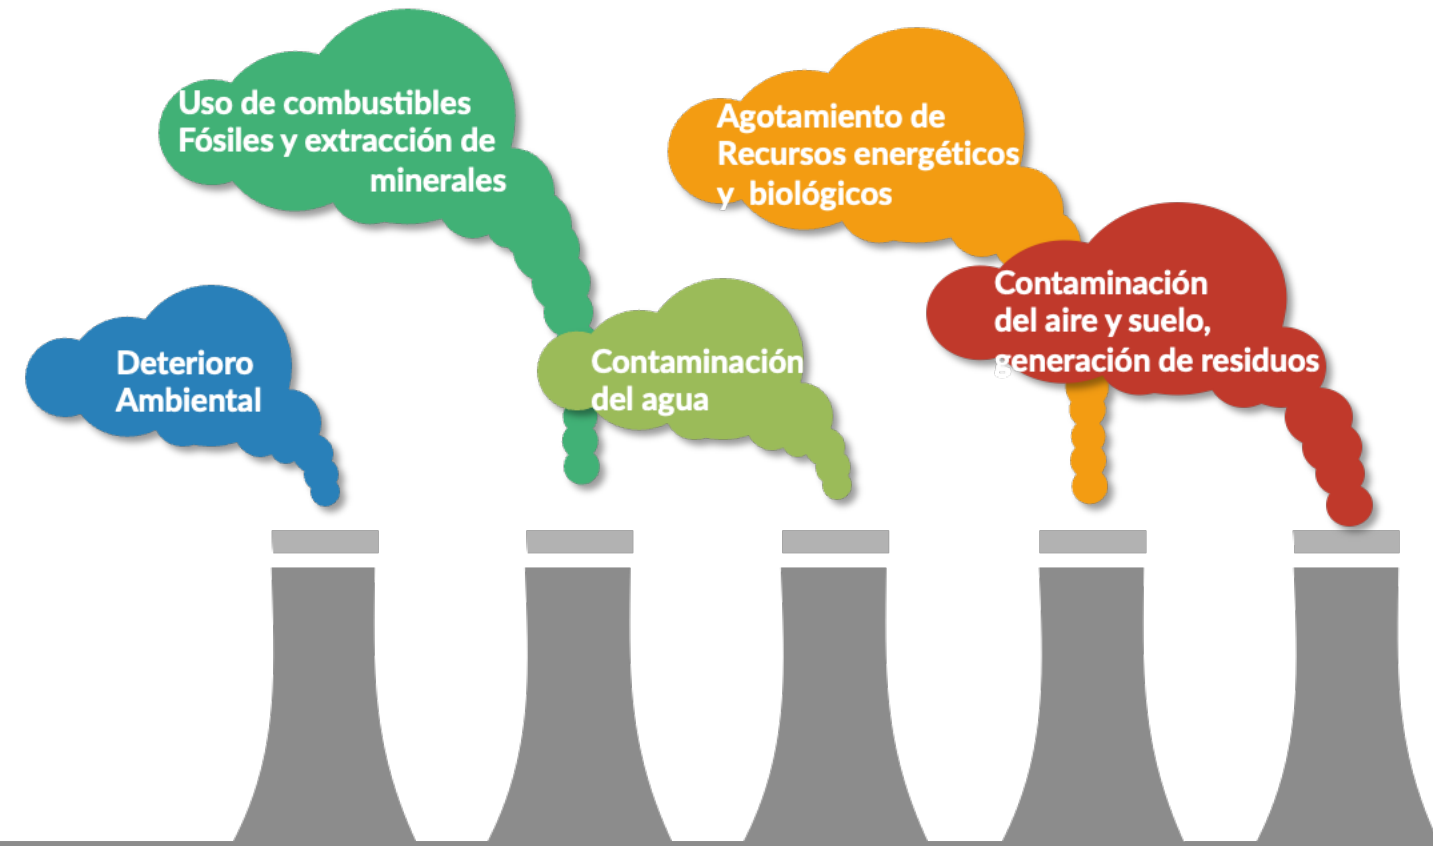 Uso de combustibles
Fósiles y extracción de
minerales
Agotamiento de
Recursos energéticos
y biológicos
Deterioro
Ambiental
Contaminación
del agua
Contaminación
del aire y suelo,
generación de residuos